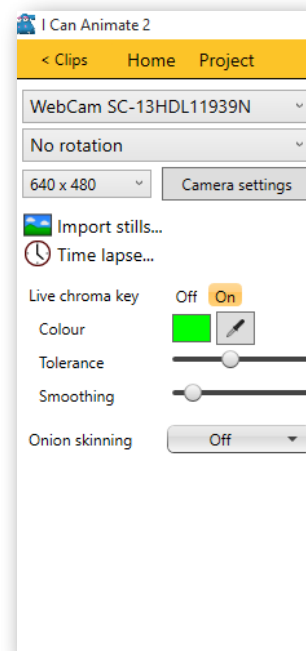 I Can Animate 2
< Clips Home Project
WebCam SC-13HDL11939N
No rotation
640 x 480 Camera settings
Import stills...
Time lapse...
Live chroma key Off On
Colour
Tolerance
Smoothing
Onion skinning Off